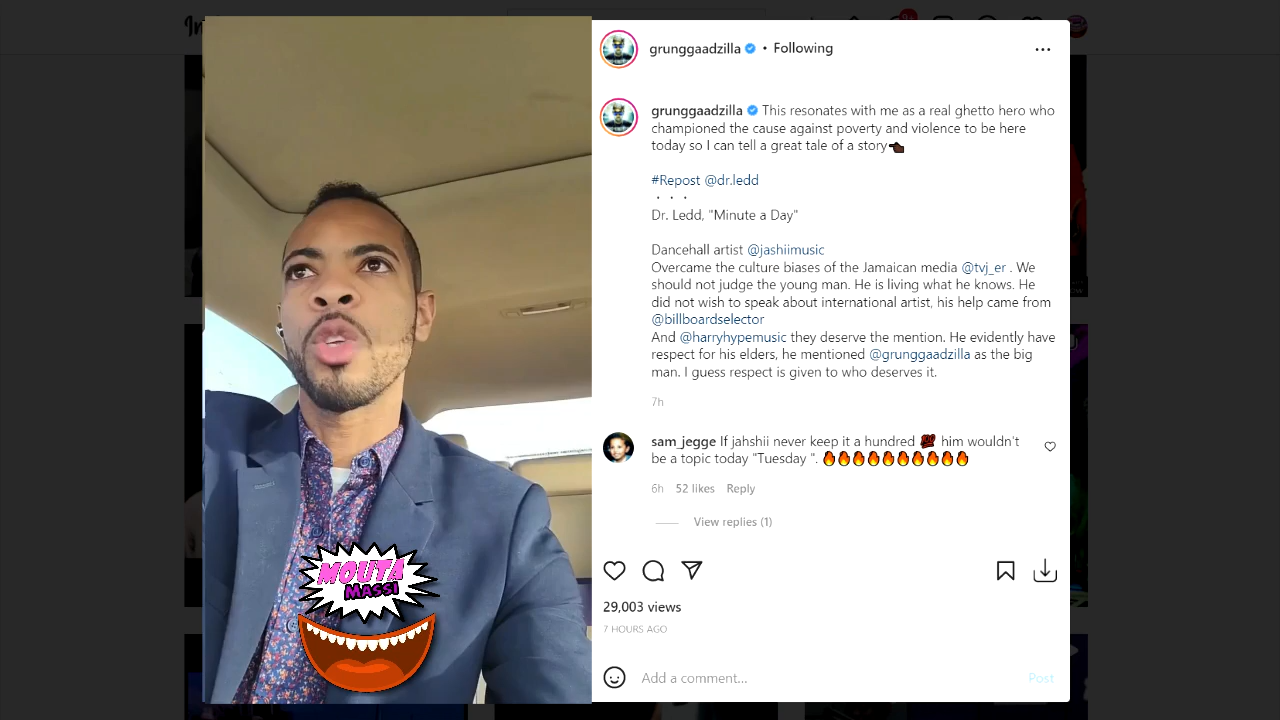 grunggaadzilla • Following
grunggaadzilla This resonates with me as a real ghetto hero who
championed the cause against poverty and violence to be here
today so I can tell a great tale of a story
#Repost @dr.ledd
· · ·
Dr. Ledd, "Minute a Day"
Dancehall artist @jashiimusic
Overcame the culture biases of the Jamaican media @tvj_er . We
should not judge the young man. He is living what he knows. He
did not wish to speak about international artist, his help came from
@billboardselector
And @harryhypemusic they deserve the mention. He evidently have
respect for his elders, he mentioned @grunggaadzilla as the big
man. I guess respect is given to who deserves it.
7h
sam_jegge If jahshii never keep it a hundred 💯 him wouldn't
be a topic today "Tuesday ". 🔥🔥🔥🔥🔥🔥🔥🔥🔥🔥
6h 52 likes Reply
View replies (1)
29,003 views
7 HOURS AGO
Add a comment... Post
MOUTA
MASSI